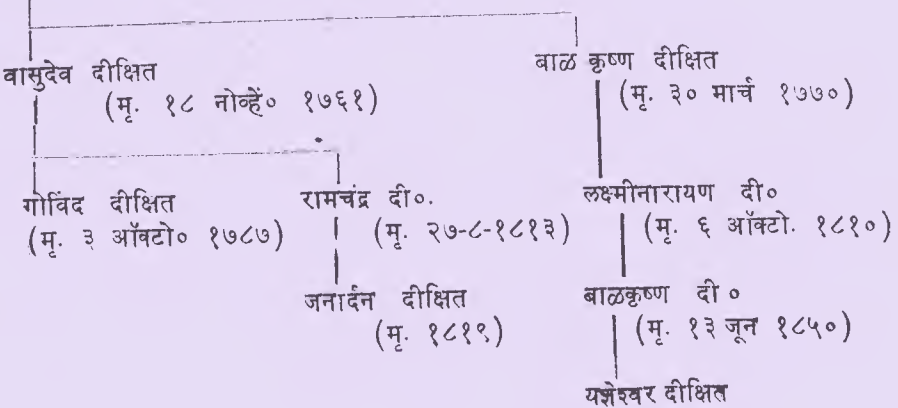 वासुदेव दीक्षित
(मृ. १८ नोव्हें० १७६१)
बाळ कृष्ण दीक्षित
(मृ. ३० मार्च १७७०)
गोविंद दीक्षित
(मृ. ३ ऑक्टो० १७८७)
रामचंद्र दी०.
(मृ. २७-८-१८१३)
लक्ष्मीनारायण दी०
(मृ. ६ ऑक्टो. १८१०)
जनार्दन दीक्षित
(मृ. १८१९)
बाळकृष्ण दी०
(मृ. १३ जून १८५०)
यज्ञेश्वर दीक्षित